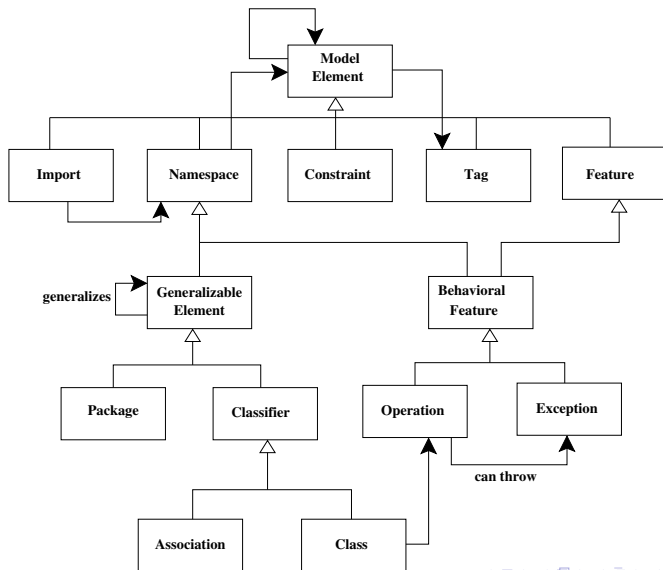 Model
Element
Import
Namespace
Constraint
Tag
Feature
generalizes
Generalizable
Element
Behavioral
Feature
Package
Classifier
Operation
Exception
can throw
Association
Class